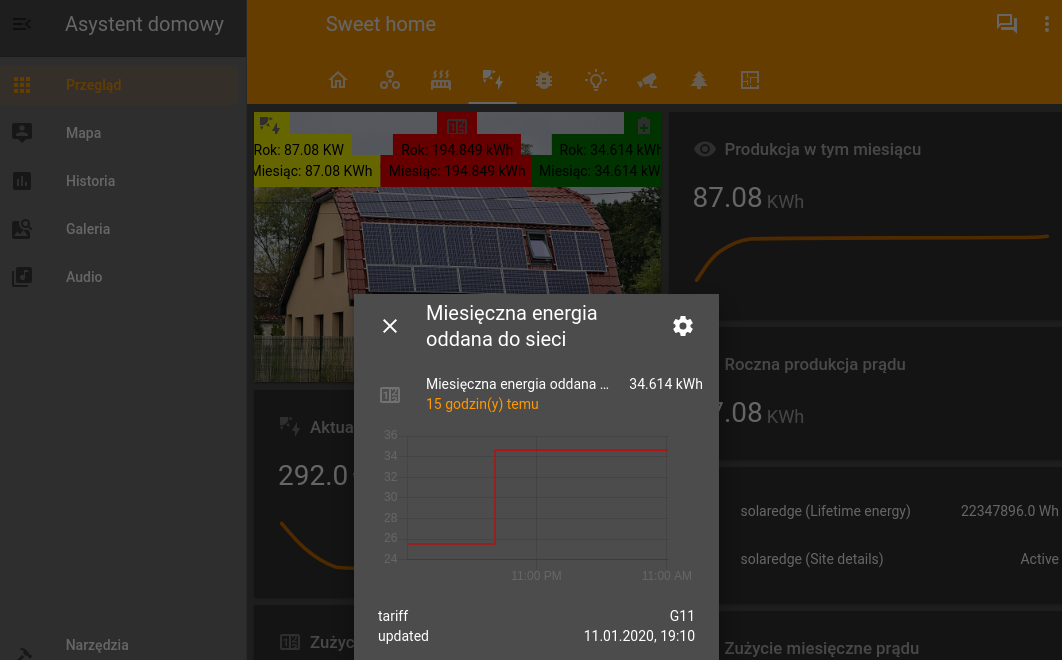 Asystent domowy
Sweet home
Przegląd
Mapa
Historia
Galeria
Audio
Narzędzia
Rok: 87.08 KW
Miesiąc: 87.08 KWh
Rok: 194.849 kWh
Miesiąc: 194.849 kWh
Rok: 34.614 kWh
Miesiąc: 34.614 kW
Produkcja w tym miesiącu
87.08 KWh
Roczna produkcja prądu
7.08 KWh
Aktua
292.0
Miesięczna energia
oddana do sieci
Miesięczna energia oddana ... 34.614 kWh
15 godzin(y) temu
36
34
32
30
28
26
24
11:00 PM 11:00 AM
tariff G11
updated 11.01.2020, 19:10
solaredge (Lifetime energy) 22347896.0 Wh
solaredge (Site details) Active
Zużyc
Zużycie miesięczne prądu